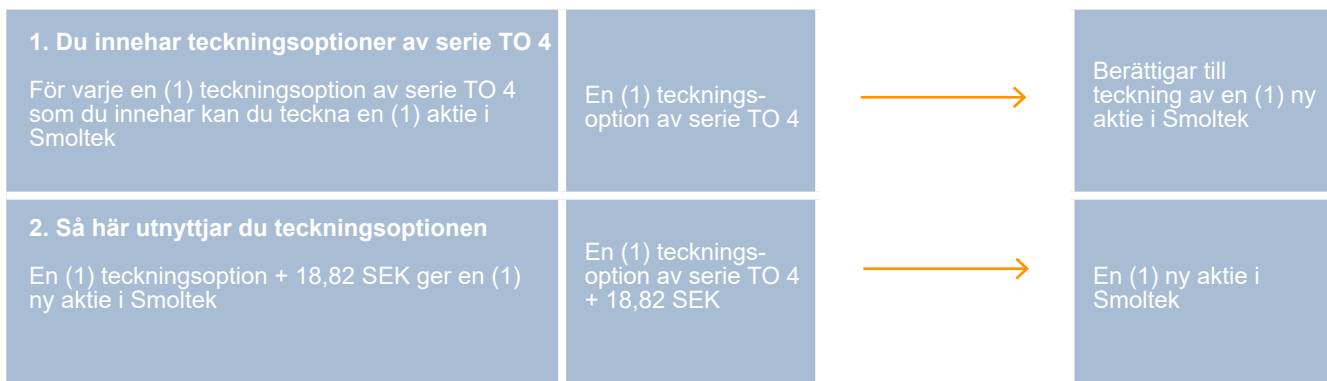 1. Du innehar teckningsoptioner av serie TO 4
För varje en (1) teckningsoption av serie TO 4
som du innehar kan du teckna en (1) aktie i
Smoltek
En (1) tecknings-
option av serie TO 4
Berättigar till
teckning av en (1) ny
aktie i Smoltek
2. Så här utnyttjar du teckningsoptionen
En (1) teckningsoption + 18,82 SEK ger en (1)
ny aktie i Smoltek
En (1) tecknings-
option av serie TO 4
+ 18,82 SEK
En (1) ny aktie i
Smoltek